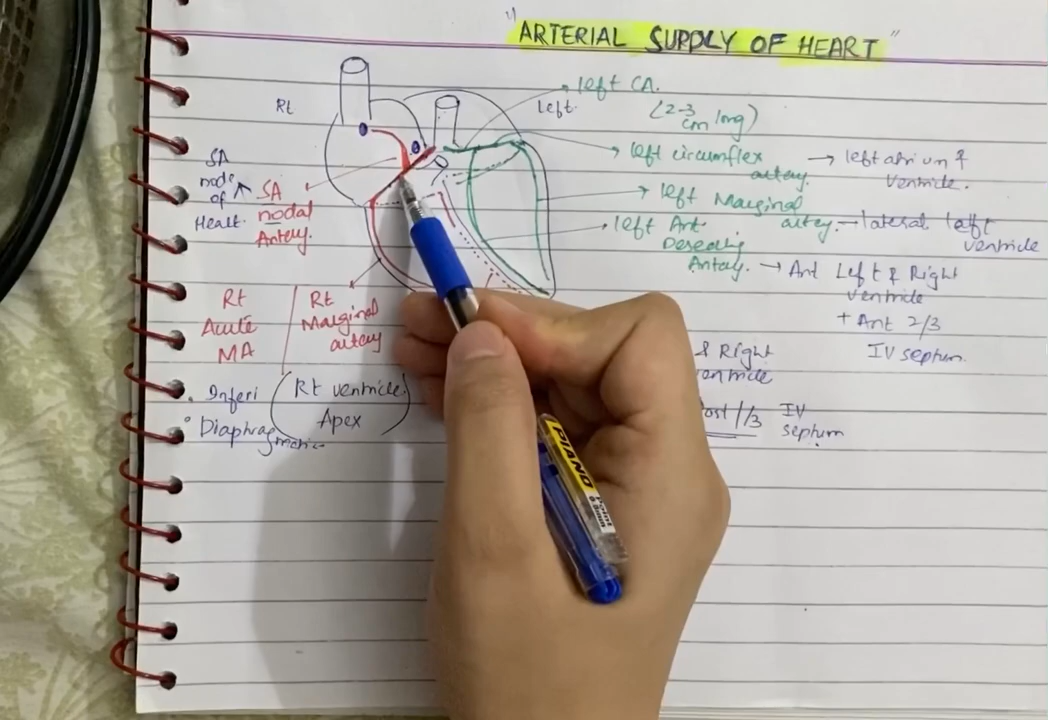 "ARTERIAL SUPPLY OF HEART"
Rt
left.
left CA.
(2-3
cm long)
left circumflex
artery. → left atrium &
ventricle.
left Marginal
artery. → lateral left
ventricle
left Ant
Desending
Artery. → Ant Left & Right
ventricle
+ Ant 2/3
IV septum.
SA
node
of
Heart.
SA
nodal
Artery.
Rt
Acute
MA
Rt
Marginal
artery
• Inferi
(Rt ventricle
Apex)
• Diaphragmatic
& Right
Post 1/3 IV
septum
PIANO
Point